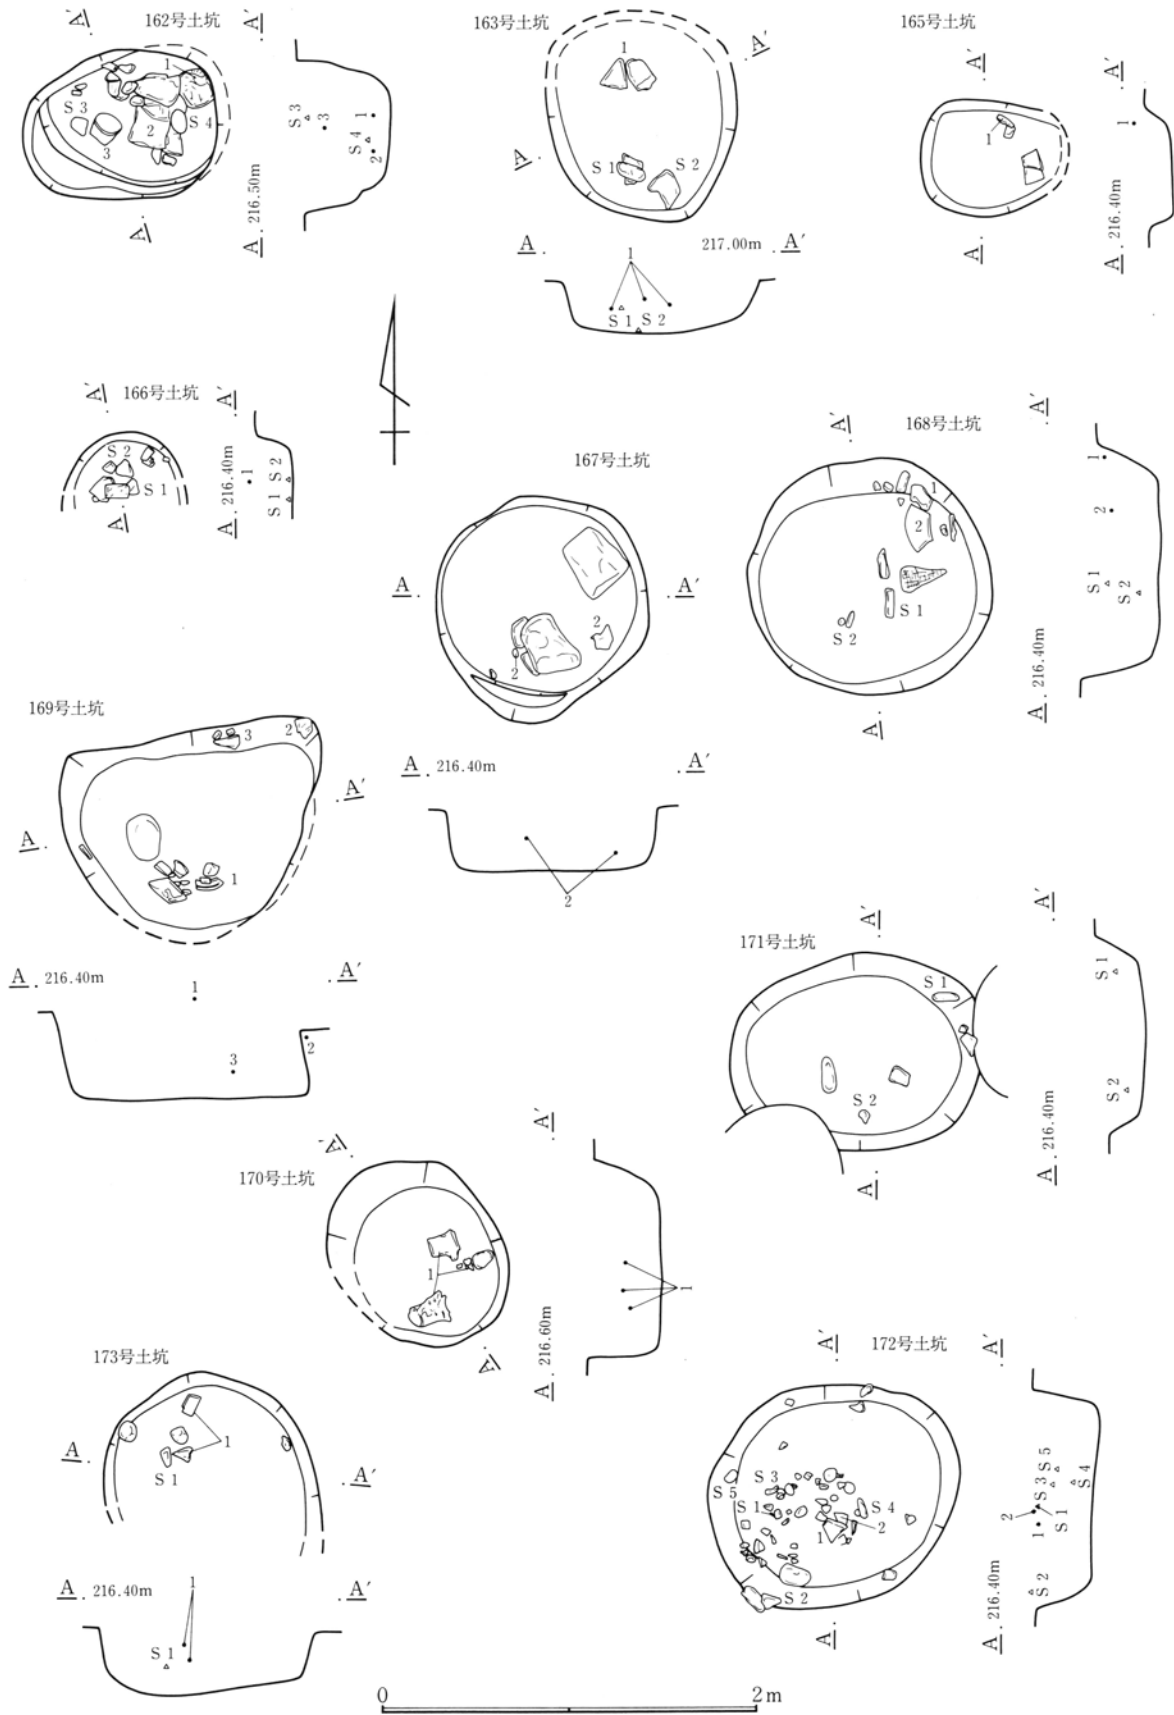 162号土坑
A′
A′
1
S 3
2
S 4
3
A
A . 216.50m
S 3
3
1
S 4
2
163号土坑
1
A′
A
S 1
S 2
A . 217.00m . A′
1
S 1 S 2
165号土坑
A′
A′
1
1
A
A . 216.40m
166号土坑
A′
A′
S 2
S 1
A
A . 216.40m
1
S 1 S 2
167号土坑
A . . A′
2
2
A . 216.40m . A′
2
168号土坑
A′
A′
1
2
S 1
S 2
A
A . 216.40m
1
2
S 1
S 2
169号土坑
3
2
A′
A
1
A . 216.40m . A′
1
2
3
171号土坑
A′
A′
S 1
S 2
A
A . 216.40m
S 1
S 2
170号土坑
A′
A′
1
A
A . 216.60m
1
173号土坑
1
A
S 1
A′
A . 216.40m . A′
1
S 1
172号土坑
A′
A′
S 3
S 5
S 1
S 4
2
1
S 2
A
A . 216.40m
S 5
S 3
S 4
2
1
S 1
S 2
0 2m